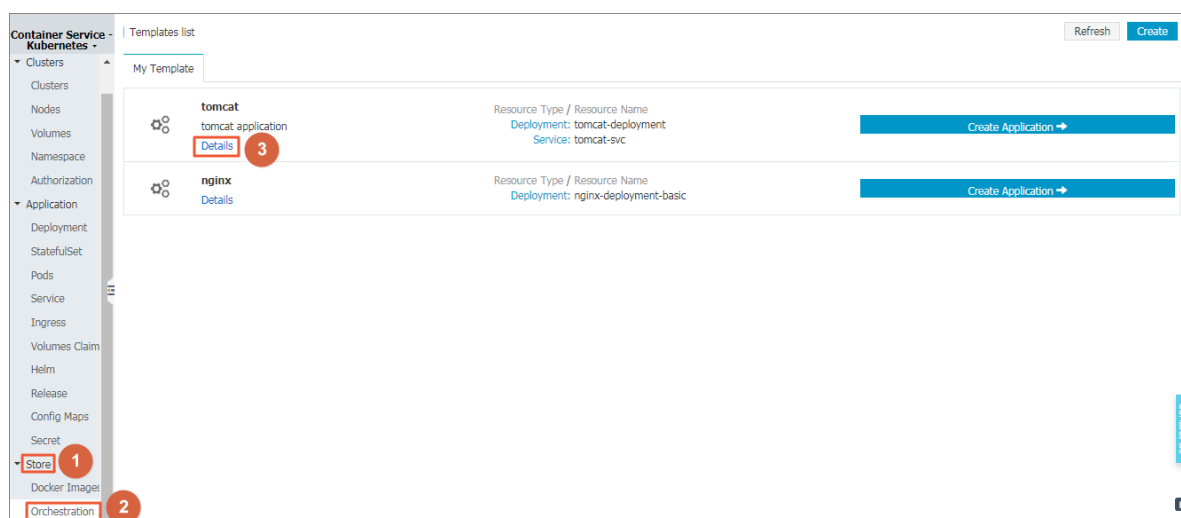 Container Service -
Kubernetes
Templates list
Refresh
Create
Clusters
Clusters
Nodes
Volumes
Namespace
Authorization
Application
Deployment
StatefulSet
Pods
Service
Ingress
Volumes Claim
Helm
Release
Config Maps
Secret
Store
1
Docker Images
Orchestration
2
My Template
tomcat
tomcat application
Details
3
Resource Type / Resource Name
Deployment: tomcat-deployment
Service: tomcat-svc
Create Application
nginx
Details
Resource Type / Resource Name
Deployment: nginx-deployment-basic
Create Application